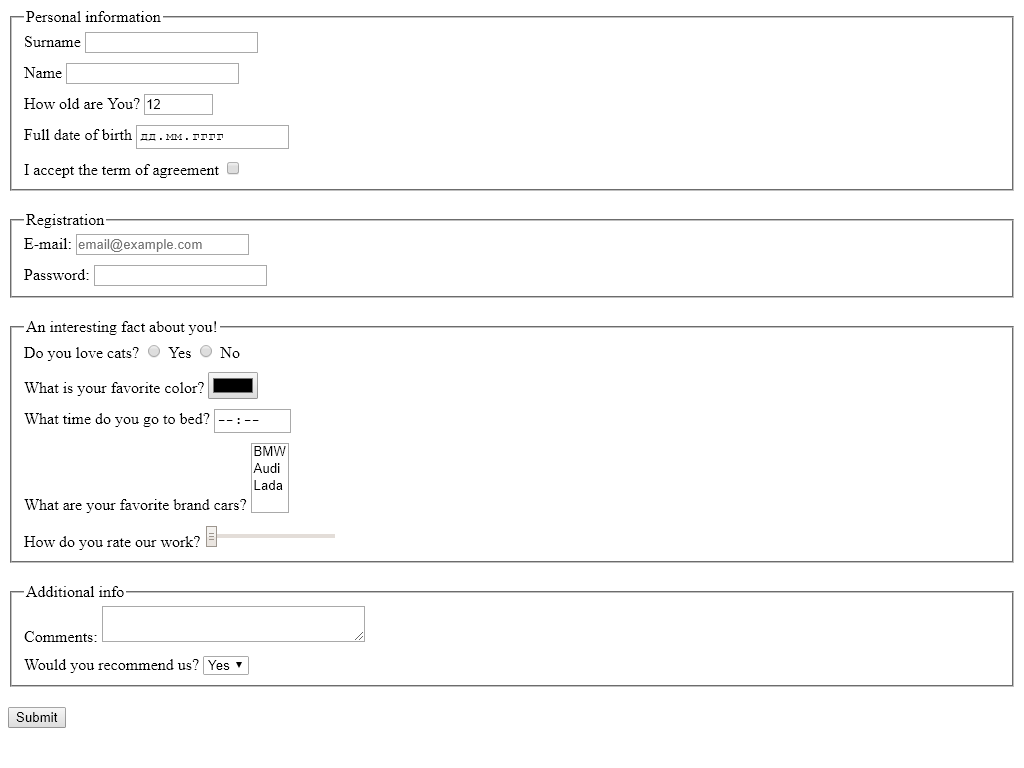 Personal information
Surname
Name
How old are You? 12
Full date of birth дд.мм.гггг
I accept the term of agreement
Registration
E-mail: email@example.com
Password:
An interesting fact about you!
Do you love cats? Yes No
What is your favorite color?
What time do you go to bed? --:--
BMW
Audi
Lada
What are your favorite brand cars?
How do you rate our work?
Additional info
Comments:
Would you recommend us? Yes
Submit